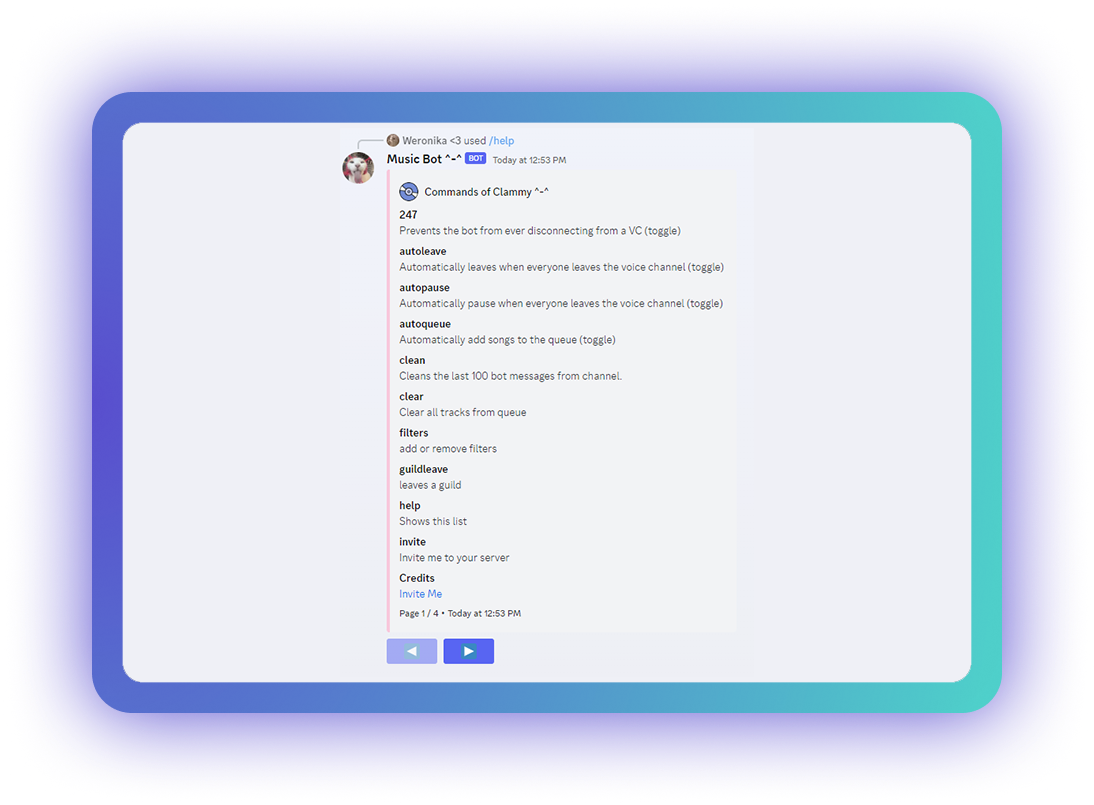 Weronika <3 used /help
Music Bot ^-^ BOT Today at 12:53 PM
Commands of Clammy ^-^
247
Prevents the bot from ever disconnecting from a VC (toggle)
autoleave
Automatically leaves when everyone leaves the voice channel (toggle)
autopause
Automatically pause when everyone leaves the voice channel (toggle)
autoqueue
Automatically add songs to the queue (toggle)
clean
Cleans the last 100 bot messages from channel.
clear
Clear all tracks from queue
filters
add or remove filters
guildleave
leaves a guild
help
Shows this list
invite
Invite me to your server
Credits
Invite Me
Page 1 / 4 • Today at 12:53 PM